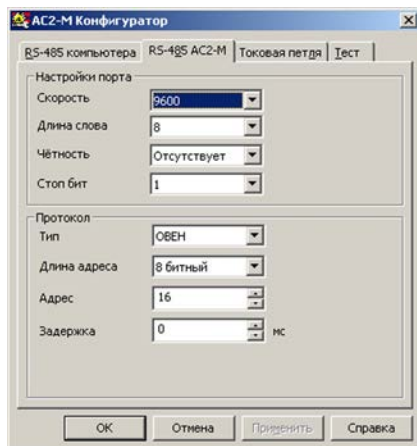 АС2-М Конфигуратор
RS-485 компьютера RS-485 АС2-М Токовая петля Тест
Настройки порта
Скорость 9600
Длина слова 8
Чётность Отсутствует
Стоп бит 1
Протокол
Тип ОВЕН
Длина адреса 8 битный
Адрес 16
Задержка 0 мс
ОК Отмена Применить Справка